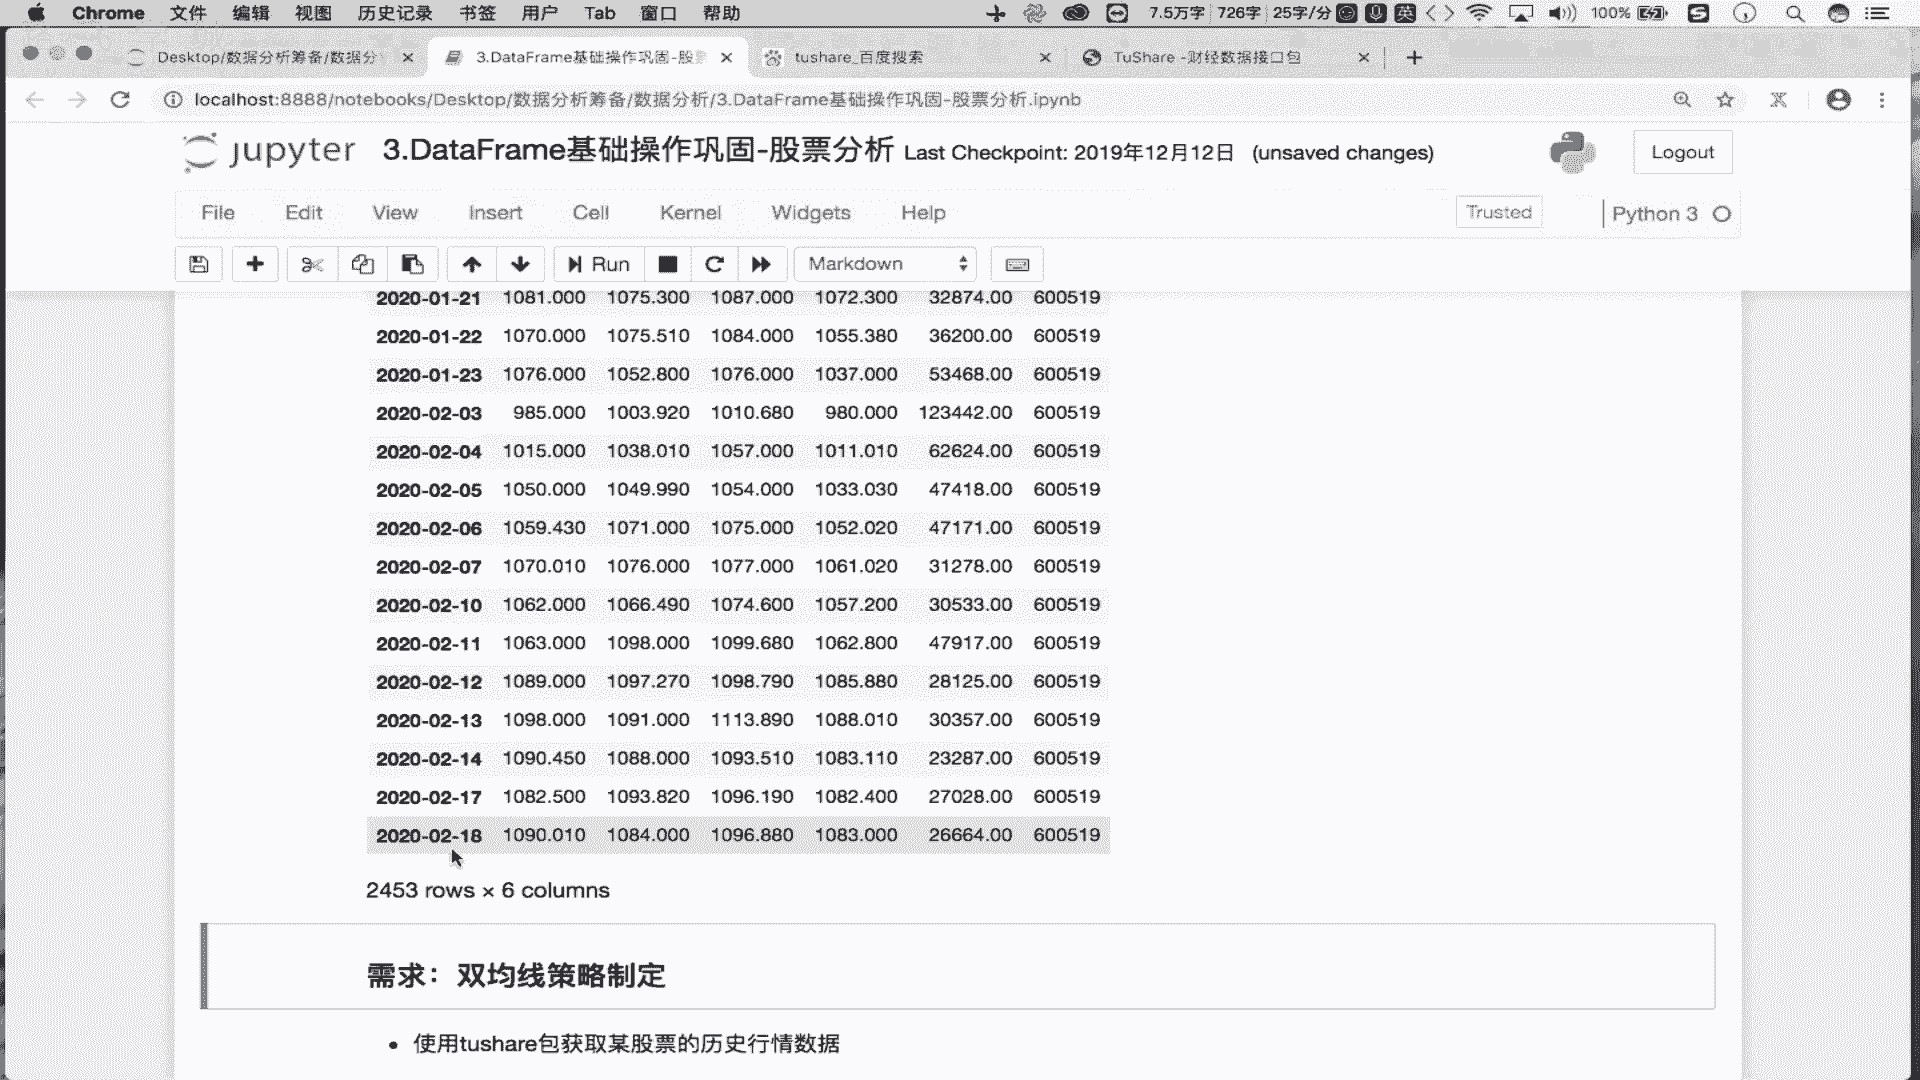 Chrome 文件 编辑 视图 历史记录 书签 用户 Tab 窗口 帮助 7.5万字 726字 25字/分 英 100%
Desktop/数据分析筹备/数据分 3.DataFrame基础操作巩固-股 tushare_百度搜索 TuShare -财经数据接口包
localhost:8888/notebooks/Desktop/数据分析筹备/数据分析/3.DataFrame基础操作巩固-股票分析.ipynb
jupyter 3.DataFrame基础操作巩固-股票分析 Last Checkpoint: 2019年12月12日 (unsaved changes) Logout
File Edit View Insert Cell Kernel Widgets Help Trusted Python 3
Run Markdown
2020-01-21 1081.000 1075.300 1087.000 1072.300 32874.00 600519
2020-01-22 1070.000 1075.510 1084.000 1055.380 36200.00 600519
2020-01-23 1076.000 1052.800 1076.000 1037.000 53468.00 600519
2020-02-03 985.000 1003.920 1010.680 980.000 123442.00 600519
2020-02-04 1015.000 1038.010 1057.000 1011.010 62624.00 600519
2020-02-05 1050.000 1049.990 1054.000 1033.030 47418.00 600519
2020-02-06 1059.430 1071.000 1075.000 1052.020 47171.00 600519
2020-02-07 1070.010 1076.000 1077.000 1061.020 31278.00 600519
2020-02-10 1062.000 1066.490 1074.600 1057.200 30533.00 600519
2020-02-11 1063.000 1098.000 1099.680 1062.800 47917.00 600519
2020-02-12 1089.000 1097.270 1098.790 1085.880 28125.00 600519
2020-02-13 1098.000 1091.000 1113.890 1088.010 30357.00 600519
2020-02-14 1090.450 1088.000 1093.510 1083.110 23287.00 600519
2020-02-17 1082.500 1093.820 1096.190 1082.400 27028.00 600519
2020-02-18 1090.010 1084.000 1096.880 1083.000 26664.00 600519
2453 rows × 6 columns
需求：双均线策略制定
• 使用tushare包获取某股票的历史行情数据